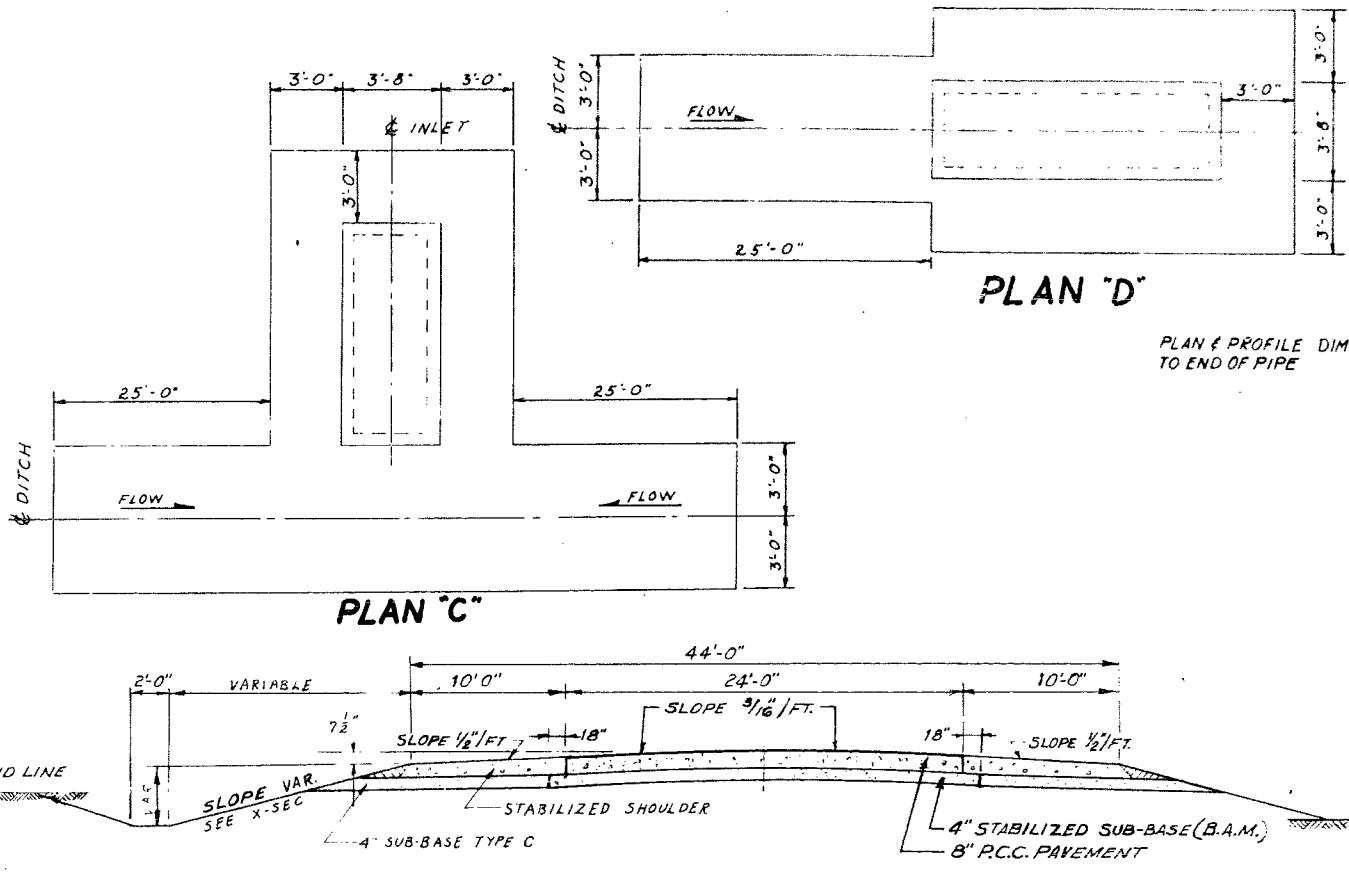 3'-0"
3'-8"
3'-0"
℄ INLET
3'-0"
25'-0"
25'-0"
℄ DITCH
FLOW
FLOW
3'-0"
3'-0"
PLAN "C"
℄ DITCH
3'-0"
3'-0"
FLOW
25'-0"
3'-0"
3'-0"
3'-8"
3'-0"
PLAN "D"
PLAN & PROFILE DIM
TO END OF PIPE
44'-0"
2'-0"
VARIABLE
10'0"
24'-0"
10'-0"
7 1/2"
SLOPE 1/2"/FT
18"
SLOPE 3/16"/FT.
18"
SLOPE 1/2"/FT.
ND LINE
VAR.
SLOPE VAR.
SEE X-SEC
STABILIZED SHOULDER
4" SUB-BASE TYPE C
4" STABILIZED SUB-BASE (B.A.M.)
8" P.C.C. PAVEMENT